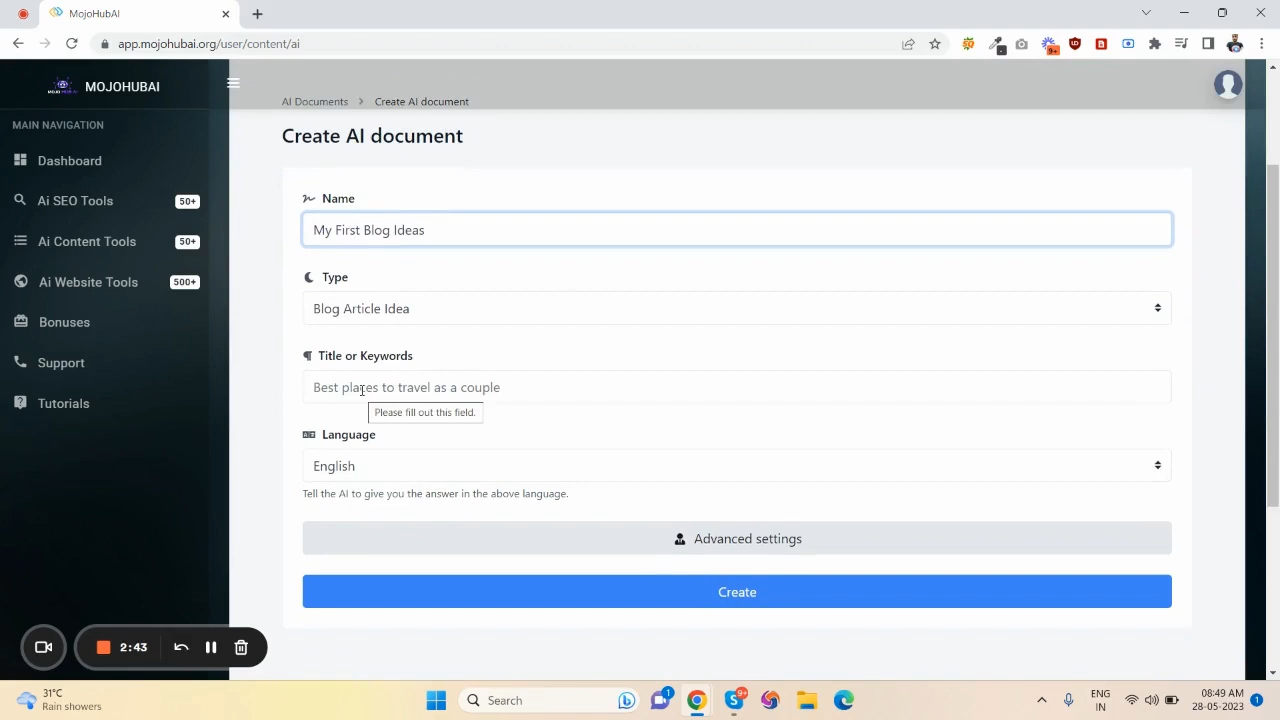 MojoHubAI
app.mojohubai.org/user/content/ai
9+
MOJOHUBAI
MAIN NAVIGATION
Dashboard
Ai SEO Tools 50+
Ai Content Tools 50+
Ai Website Tools 500+
Bonuses
Support
Tutorials
AI Documents > Create AI document
Create AI document
Name
My First Blog Ideas
Type
Blog Article Idea
Title or Keywords
Best places to travel as a couple
Please fill out this field.
Language
English
Tell the AI to give you the answer in the above language.
Advanced settings
Create
2:43
31°C
Rain showers
Search
1
9+
ENG
IN
08:49 AM
28-05-2023
1